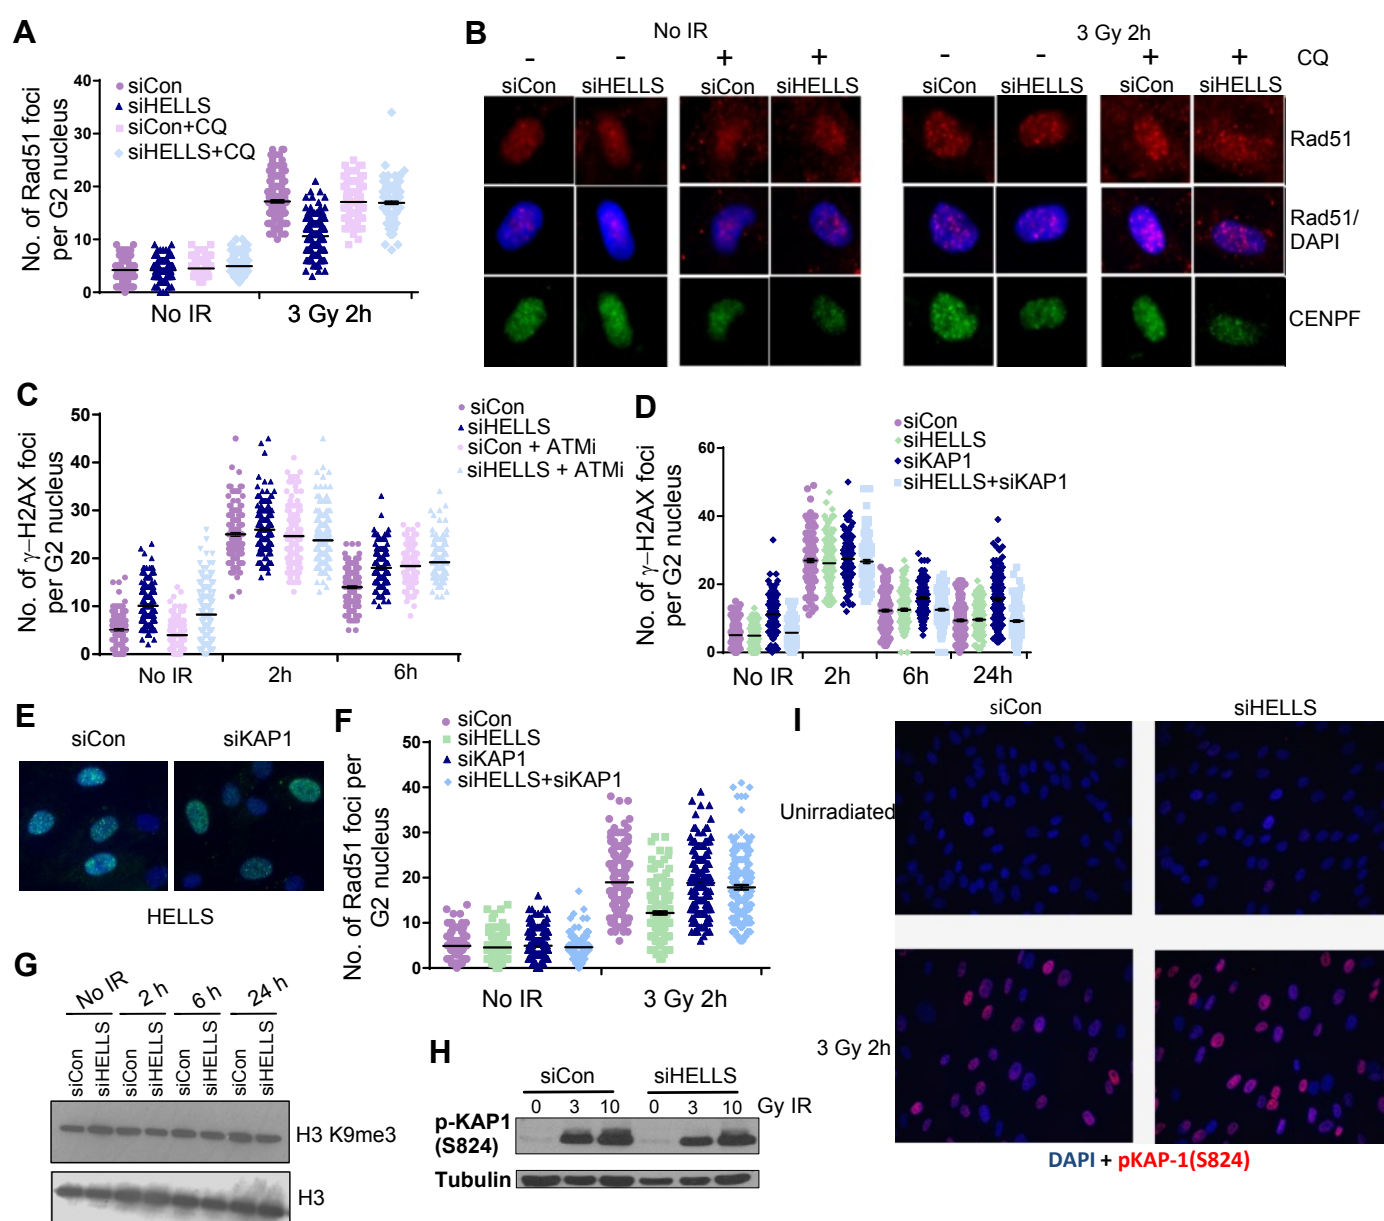 A
No. of Rad51 foci
per G2 nucleus
40
30
20
10
0
siCon
siHELLS
siCon+CQ
siHELLS+CQ
No IR
3 Gy 2h
B
No IR
3 Gy 2h
- - + + - - + + CQ
siCon siHELLS siCon siHELLS siCon siHELLS siCon siHELLS
Rad51
Rad51/
DAPI
CENPF
C
No. of γ–H2AX foci
per G2 nucleus
50
40
30
20
10
0
siCon
siHELLS
siCon + ATMi
siHELLS + ATMi
No IR
2h
6h
D
No. of γ–H2AX foci
per G2 nucleus
60
40
20
0
siCon
siHELLS
siKAP1
siHELLS+siKAP1
No IR
2h
6h
24h
E
siCon
siKAP1
HELLS
F
No. of Rad51 foci per
G2 nucleus
50
40
30
20
10
0
siCon
siHELLS
siKAP1
siHELLS+siKAP1
No IR
3 Gy 2h
G
No IR 2 h 6 h 24 h
siCon siHELLS siCon siHELLS siCon siHELLS siCon siHELLS
H3 K9me3
H3
H
siCon siHELLS
0 3 10 0 3 10 Gy IR
p-KAP1
(S824)
Tubulin
I
siCon
siHELLS
Unirradiated
3 Gy 2h
DAPI + pKAP-1(S824)